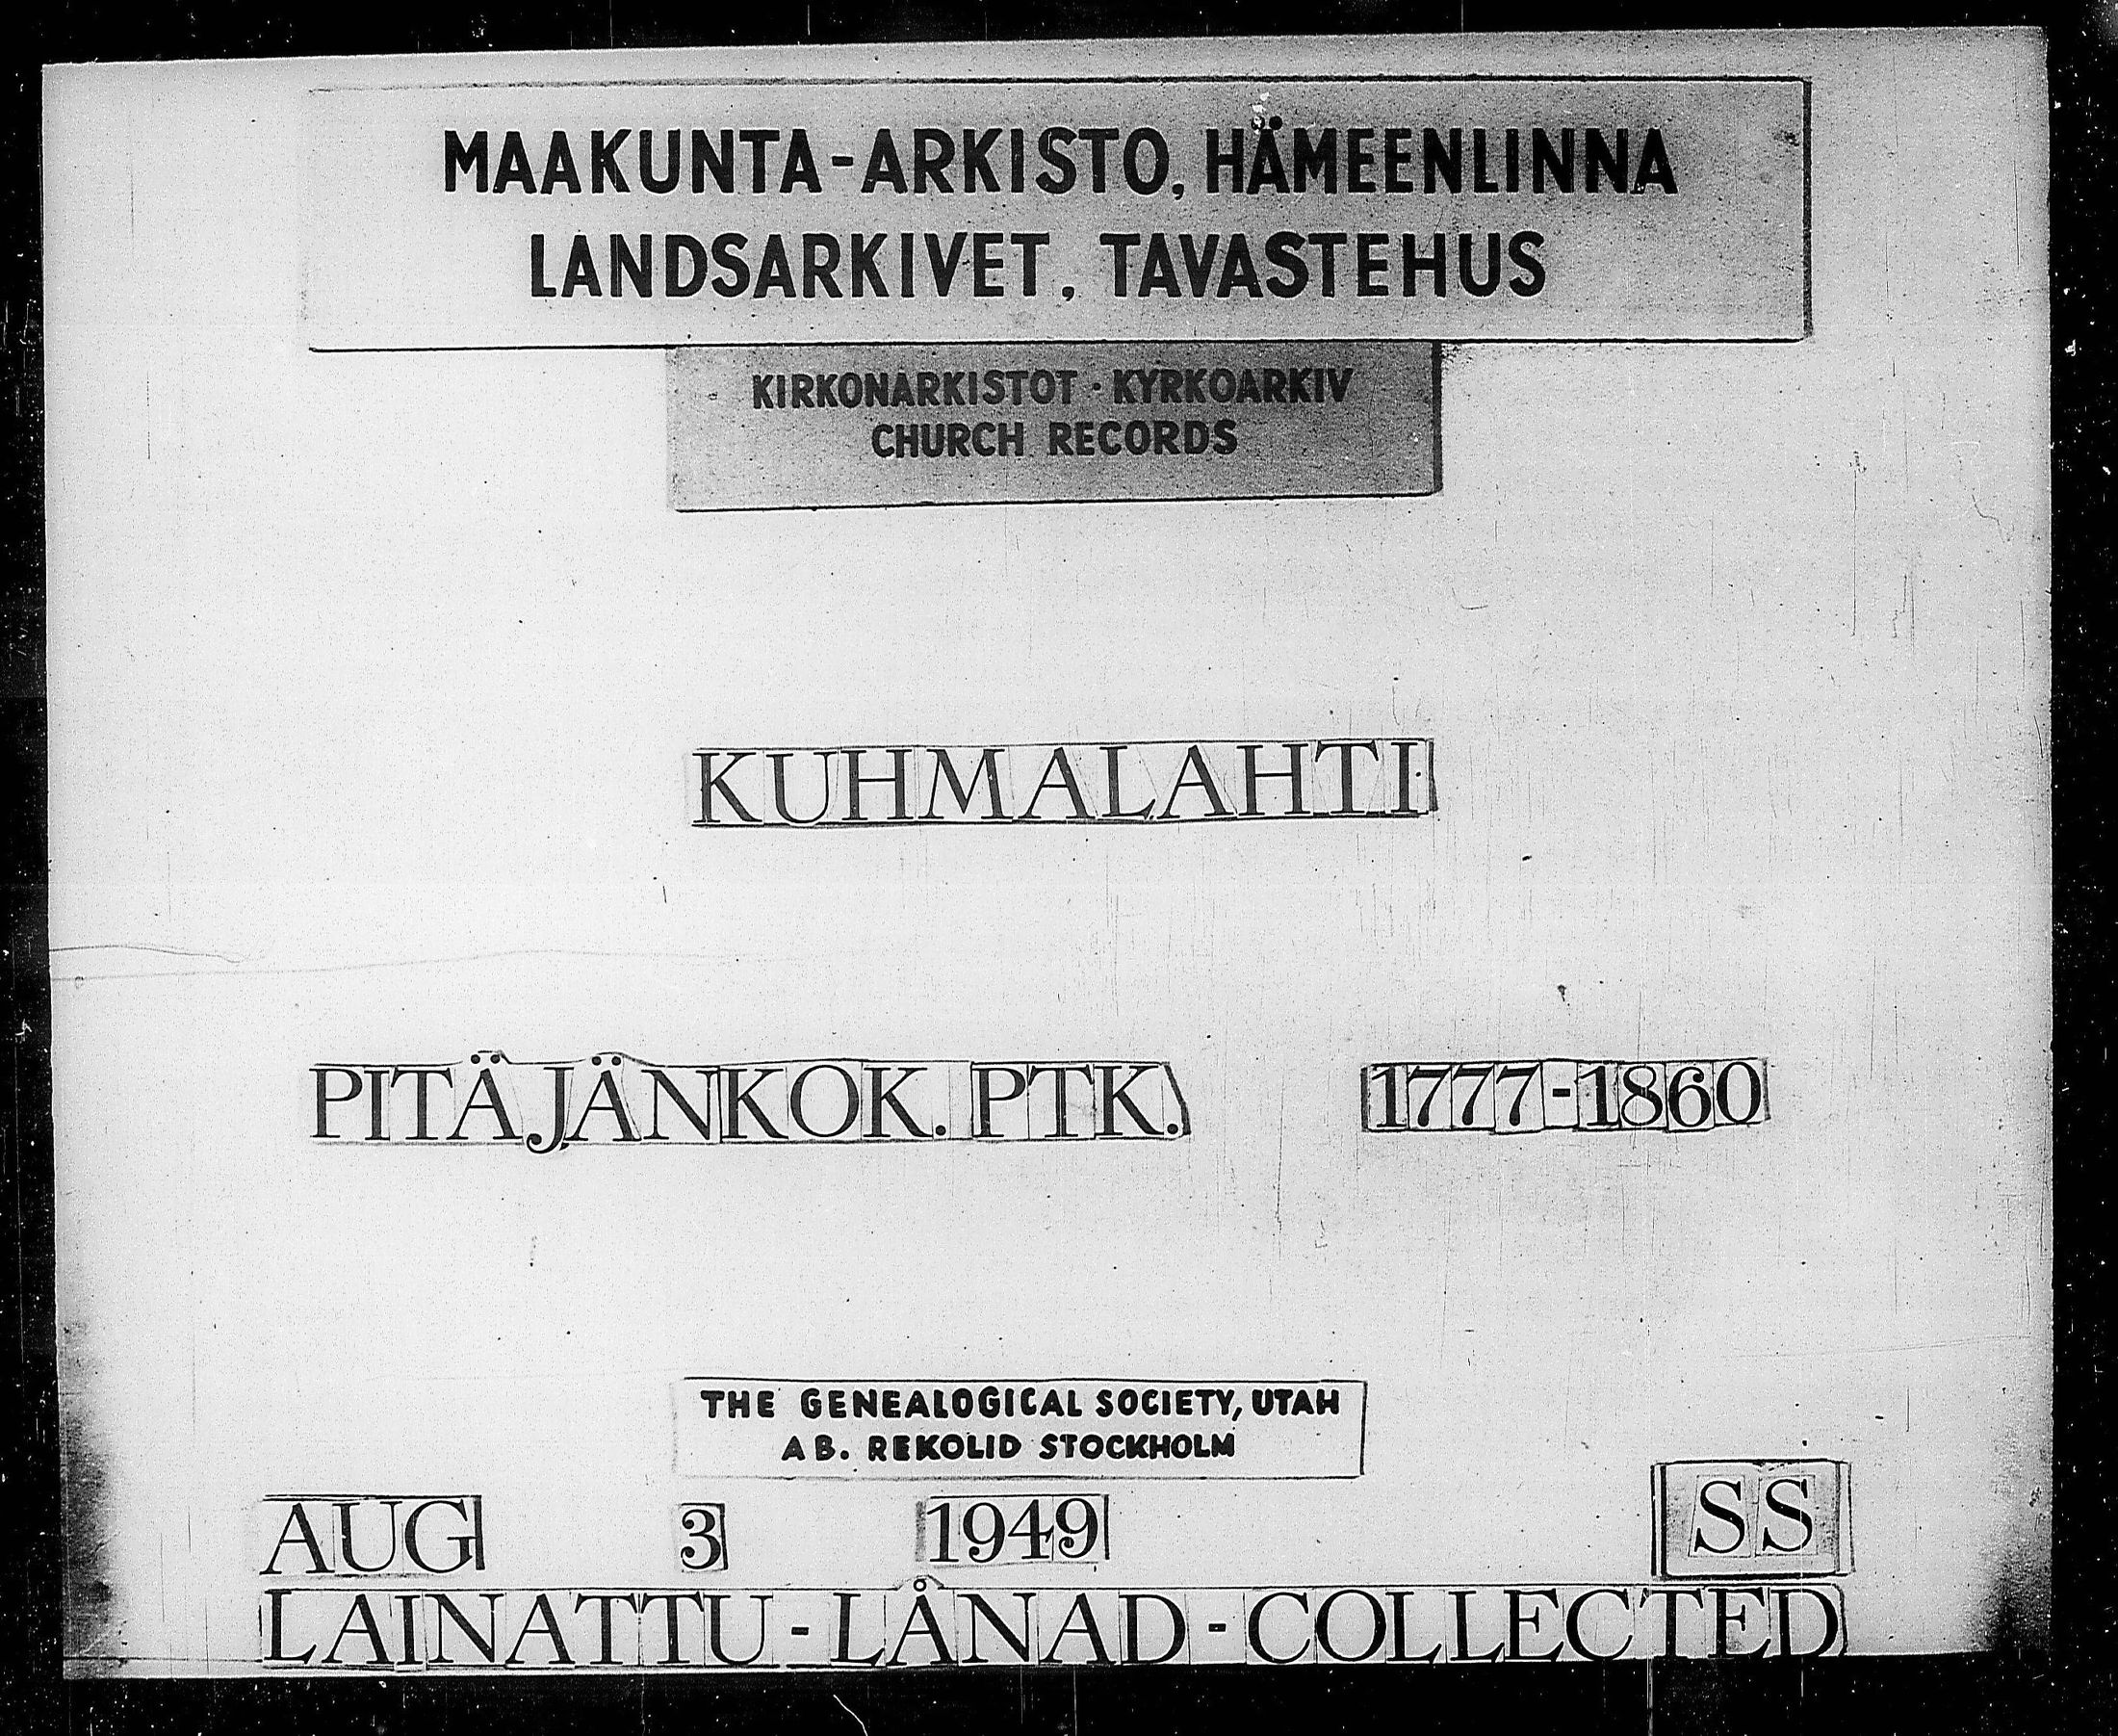 MAAKUNTA-ARKISTO, HÄMEENLINNA
LANDSARKIVET, TAVASTEHUS
KIRKONARKISTOT · KYRKOARKIV
CHURCH RECORDS
KUHMALAHTI
PITÄJÄNKOK. PTK. 1777-1860
THE GENEALOGICAL SOCIETY, UTAH
AB. REKOLID STOCKHOLM
AUG 3 1949 SS
LAINATTU - LÅNAD - COLLECTED